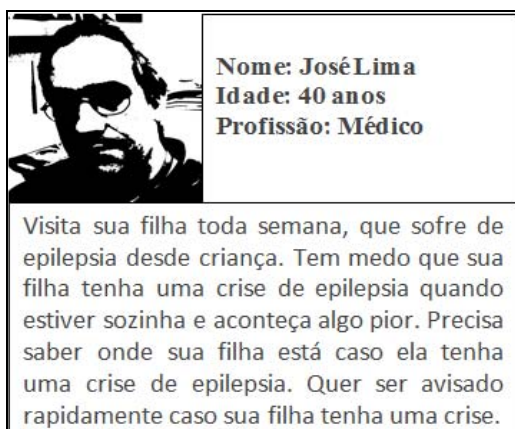 Nome: José Lima
Idade: 40 anos
Profissão: Médico
Visita sua filha toda semana, que sofre de
epilepsia desde criança. Tem medo que sua
filha tenha uma crise de epilepsia quando
estiver sozinha e aconteça algo pior. Precisa
saber onde sua filha está caso ela tenha
uma crise de epilepsia. Quer ser avisado
rapidamente caso sua filha tenha uma crise.